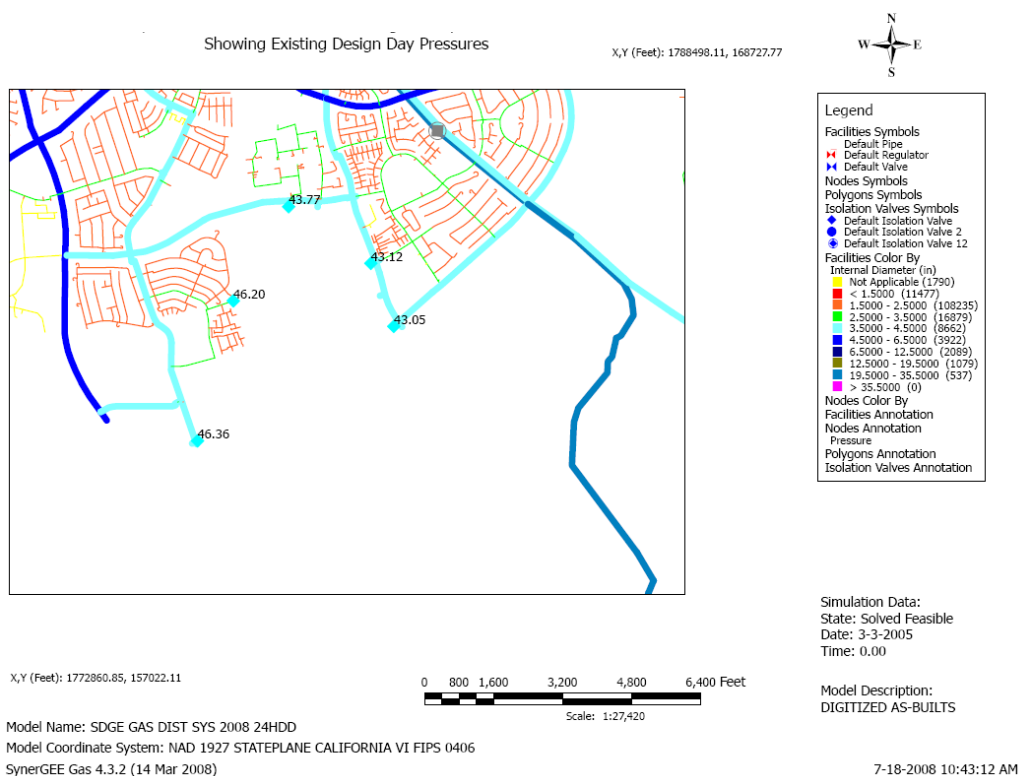 Showing Existing Design Day Pressures
X,Y (Feet): 1788498.11, 168727.77
N
W E
S
43.77
43.12
46.20
43.05
46.36
Legend
Facilities Symbols
Default Pipe
Default Regulator
Default Valve
Nodes Symbols
Polygons Symbols
Isolation Valves Symbols
Default Isolation Valve
Default Isolation Valve 2
Default Isolation Valve 12
Facilities Color By
Internal Diameter (in)
Not Applicable (1790)
< 1.5000 (11477)
1.5000 - 2.5000 (108235)
2.5000 - 3.5000 (16879)
3.5000 - 4.5000 (8662)
4.5000 - 6.5000 (3922)
6.5000 - 12.5000 (2089)
12.5000 - 19.5000 (1079)
19.5000 - 35.5000 (537)
> 35.5000 (0)
Nodes Color By
Facilities Annotation
Nodes Annotation
Pressure
Polygons Annotation
Isolation Valves Annotation
Simulation Data:
State: Solved Feasible
Date: 3-3-2005
Time: 0.00
X,Y (Feet): 1772860.85, 157022.11
0 800 1,600 3,200 4,800 6,400 Feet
Scale: 1:27,420
Model Description:
DIGITIZED AS-BUILTS
Model Name: SDGE GAS DIST SYS 2008 24HDD
Model Coordinate System: NAD 1927 STATEPLANE CALIFORNIA VI FIPS 0406
SynerGEE Gas 4.3.2 (14 Mar 2008)
7-18-2008 10:43:12 AM